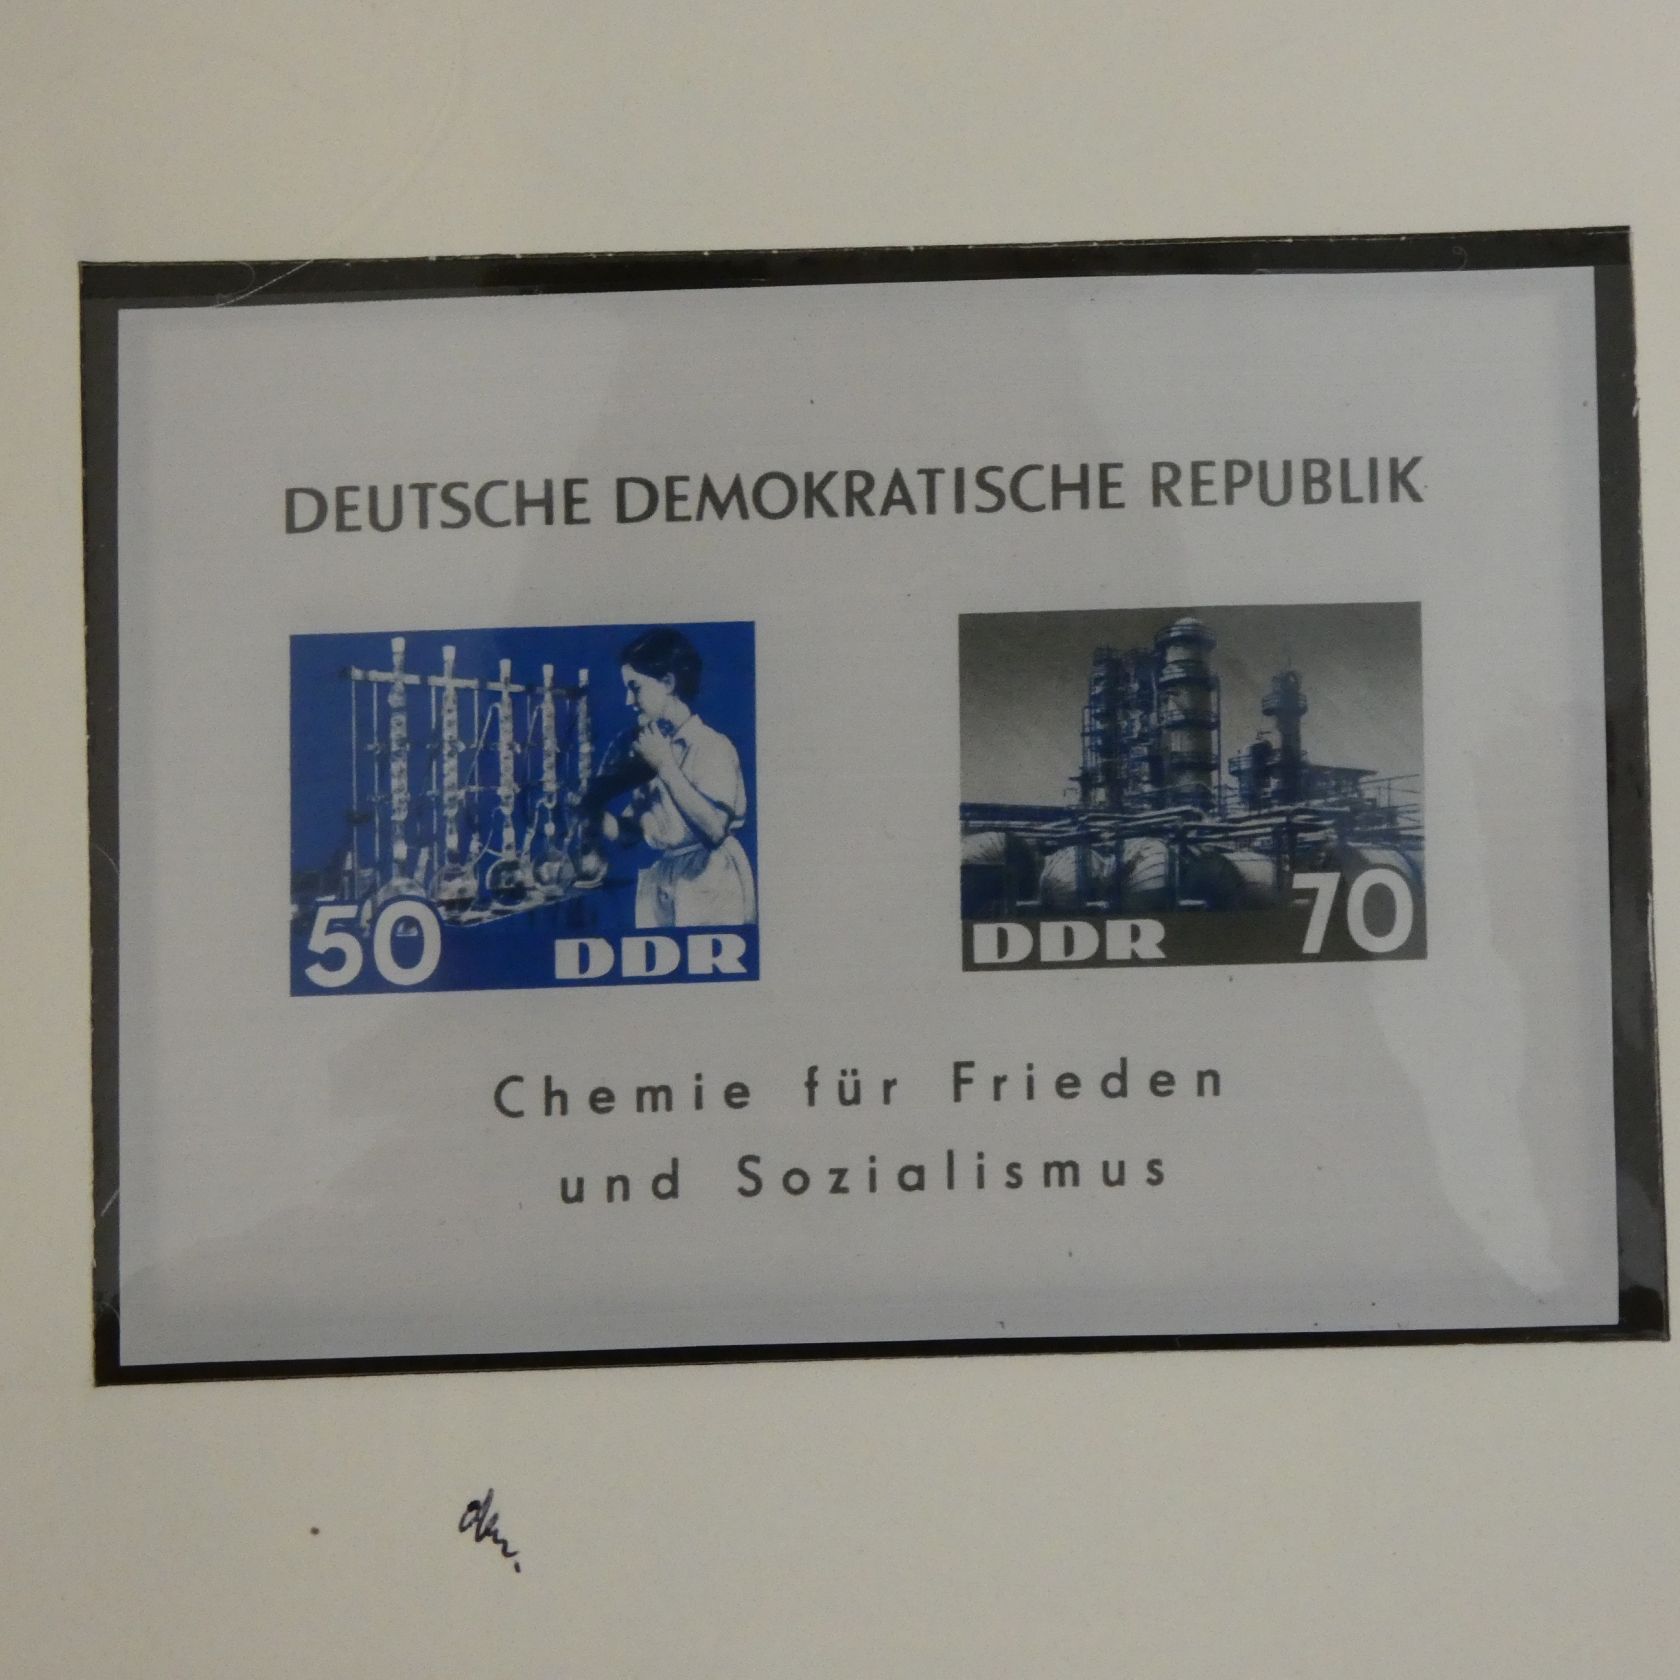 DEUTSCHE DEMOKRATISCHE REPUBLIK
50 DDR
DDR 70
Chemie für Frieden
und Sozialismus